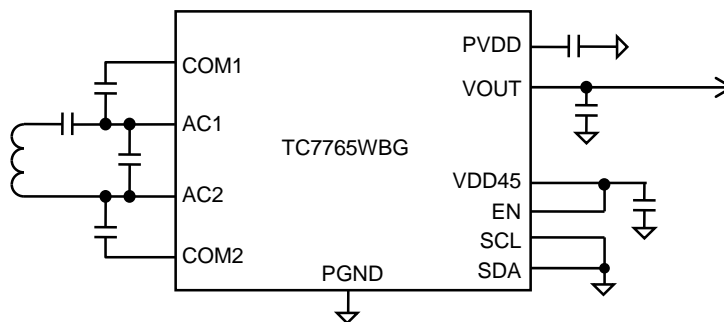 COM1
AC1
AC2
COM2
TC7765WBG
PGND
PVDD
VOUT
VDD45
EN
SCL
SDA